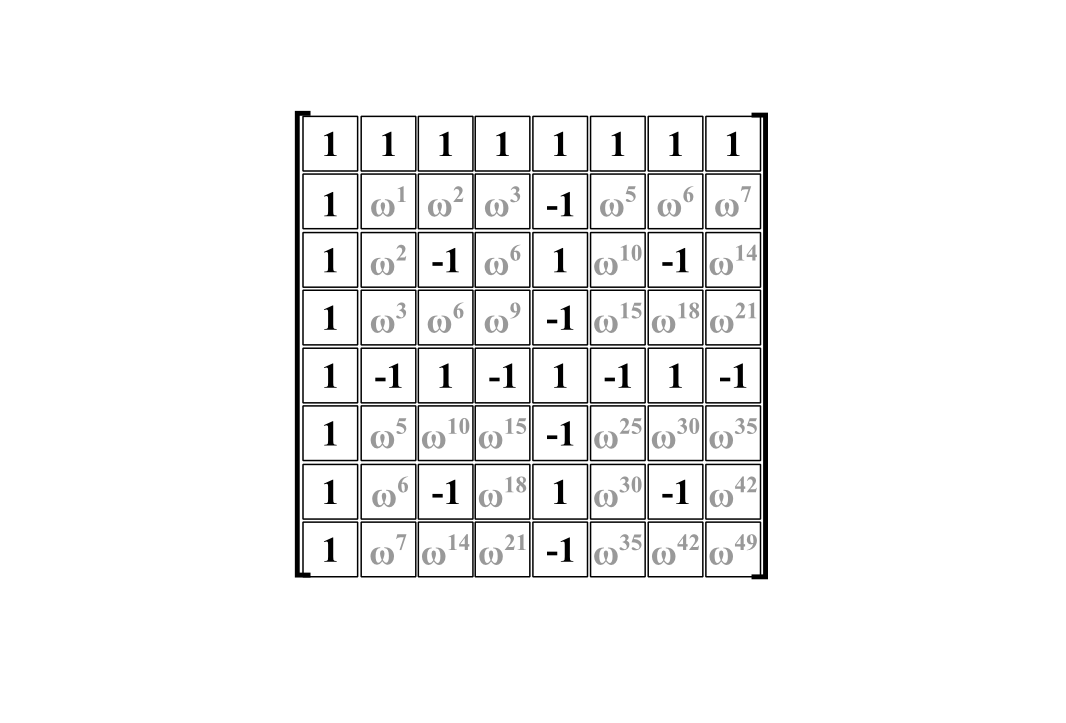 1 1 1 1 1 1 1 1
1 ω¹ ω² ω³ -1 ω⁵ ω⁶ ω⁷
1 ω² -1 ω⁶ 1 ω¹⁰ -1 ω¹⁴
1 ω³ ω⁶ ω⁹ -1 ω¹⁵ ω¹⁸ ω²¹
1 -1 1 -1 1 -1 1 -1
1 ω⁵ ω¹⁰ ω¹⁵ -1 ω²⁵ ω³⁰ ω³⁵
1 ω⁶ -1 ω¹⁸ 1 ω³⁰ -1 ω⁴²
1 ω⁷ ω¹⁴ ω²¹ -1 ω³⁵ ω⁴² ω⁴⁹